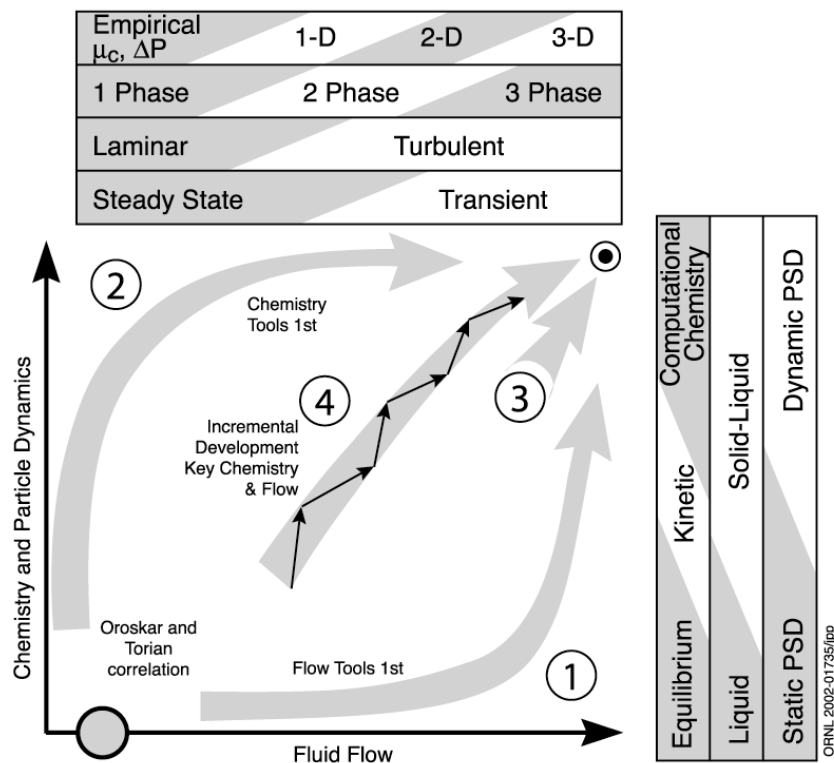 Empirical 1-D 2-D 3-D
μc, ΔP
1 Phase 2 Phase 3 Phase
Laminar Turbulent
Steady State Transient
2
Chemistry
Tools 1st
3
4
Incremental
Development
Key Chemistry
& Flow
Oroskar and
Torian
correlation
Flow Tools 1st
1
Chemistry and Particle Dynamics
Fluid Flow
Equilibrium Kinetic Computational
Chemistry
Liquid Solid-Liquid
Static PSD Dynamic PSD
ORNL 2002-01735/jpp